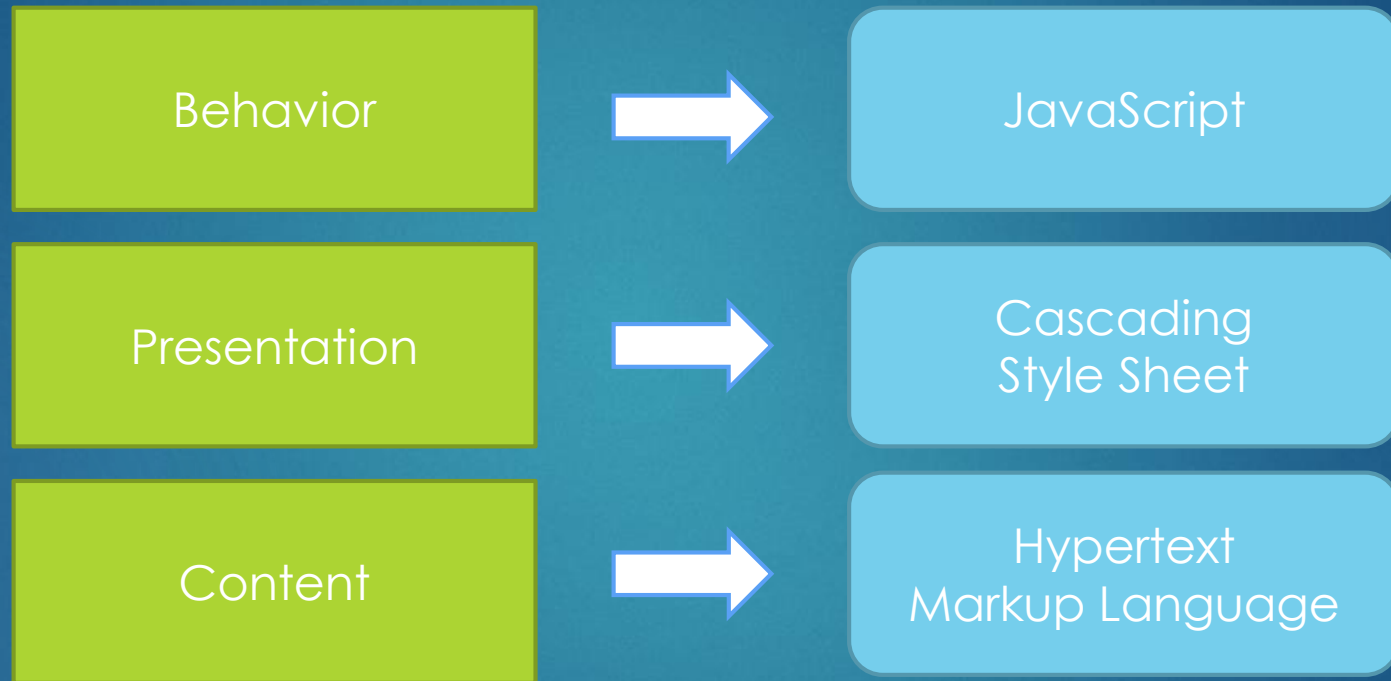 Behavior
JavaScript
Presentation
Cascading
Style Sheet
Content
Hypertext
Markup Language